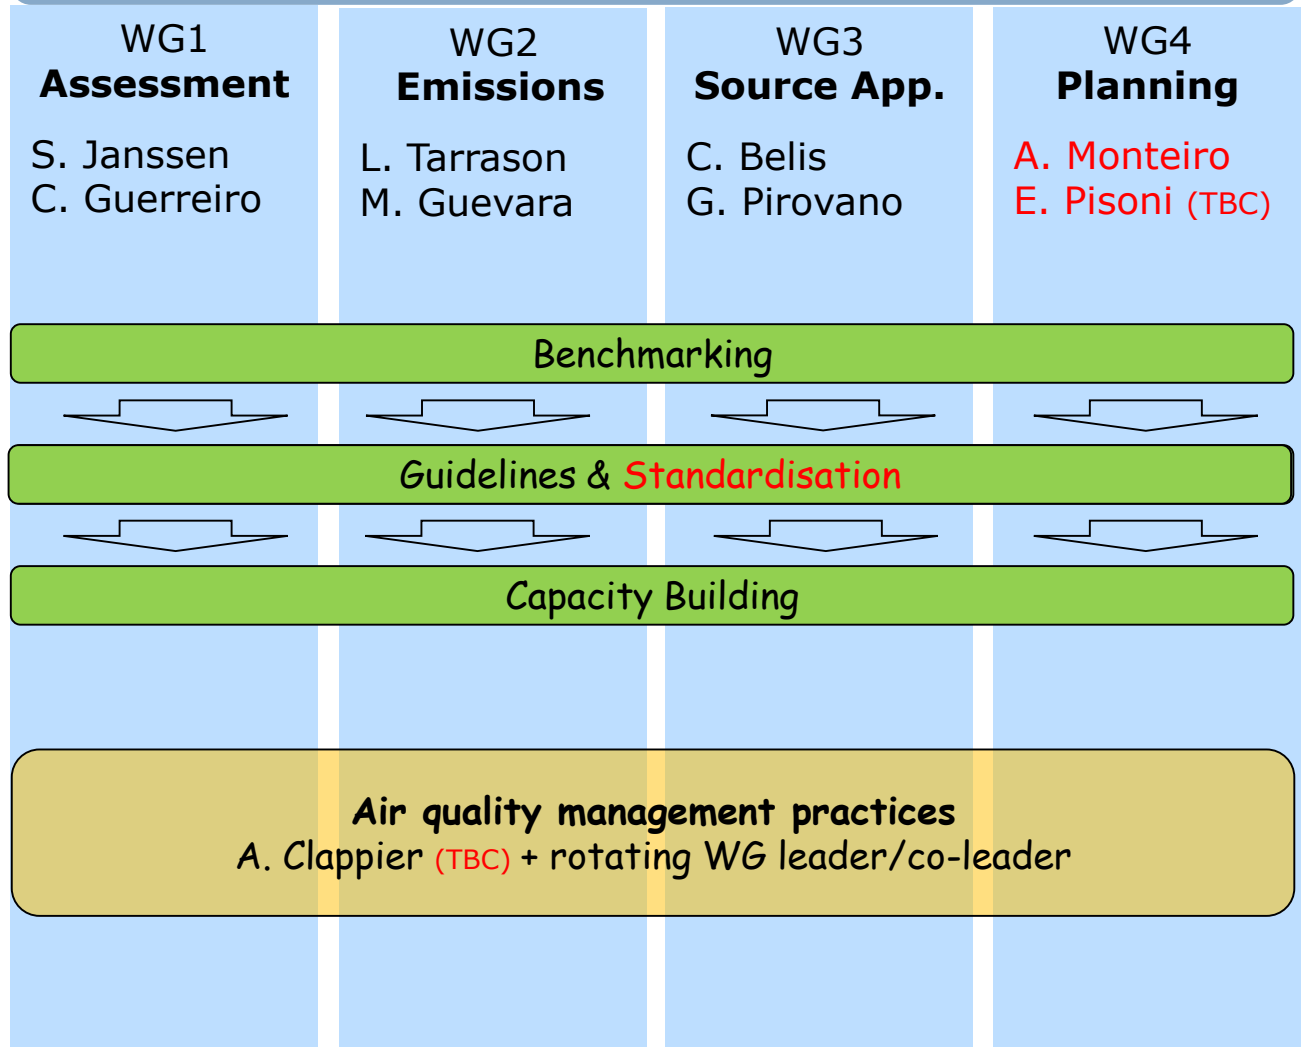 WG1
Assessment
S. Janssen
C. Guerreiro
WG2
Emissions
L. Tarrason
M. Guevara
WG3
Source App.
C. Belis
G. Pirovano
WG4
Planning
A. Monteiro
E. Pisoni (TBC)
Benchmarking
Guidelines & Standardisation
Capacity Building
Air quality management practices
A. Clappier (TBC) + rotating WG leader/co-leader